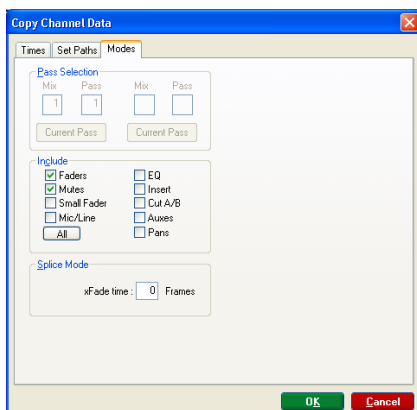 Copy Channel Data
Times Set Paths Modes
Pass Selection
Mix Pass Mix Pass
1 1
Current Pass Current Pass
Include
Faders EQ
Mutes Insert
Small Fader Cut A/B
Mic/Line Auxes
All Pans
Splice Mode
xFade time : 0 Frames
OK Cancel